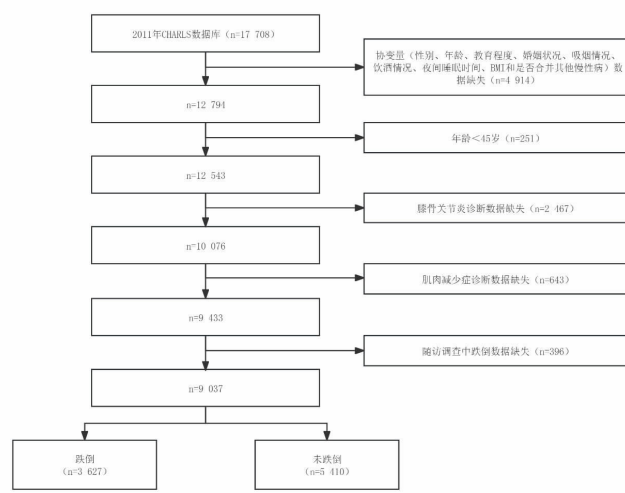 2011年CHARLS数据库（n=17 708）
协变量（性别、年龄、教育程度、婚姻状况、吸烟情况、
饮酒情况、夜间睡眠时间、BMI和是否合并其他慢性病）数
据缺失（n=4 914）
n=12 794
年龄＜45岁（n=251）
n=12 543
膝骨关节炎诊断数据缺失（n=2 467）
n=10 076
肌肉减少症诊断数据缺失（n=643）
n=9 433
随访调查中跌倒数据缺失（n=396）
n=9 037
跌倒
（n=3 627）
未跌倒
（n=5 410）